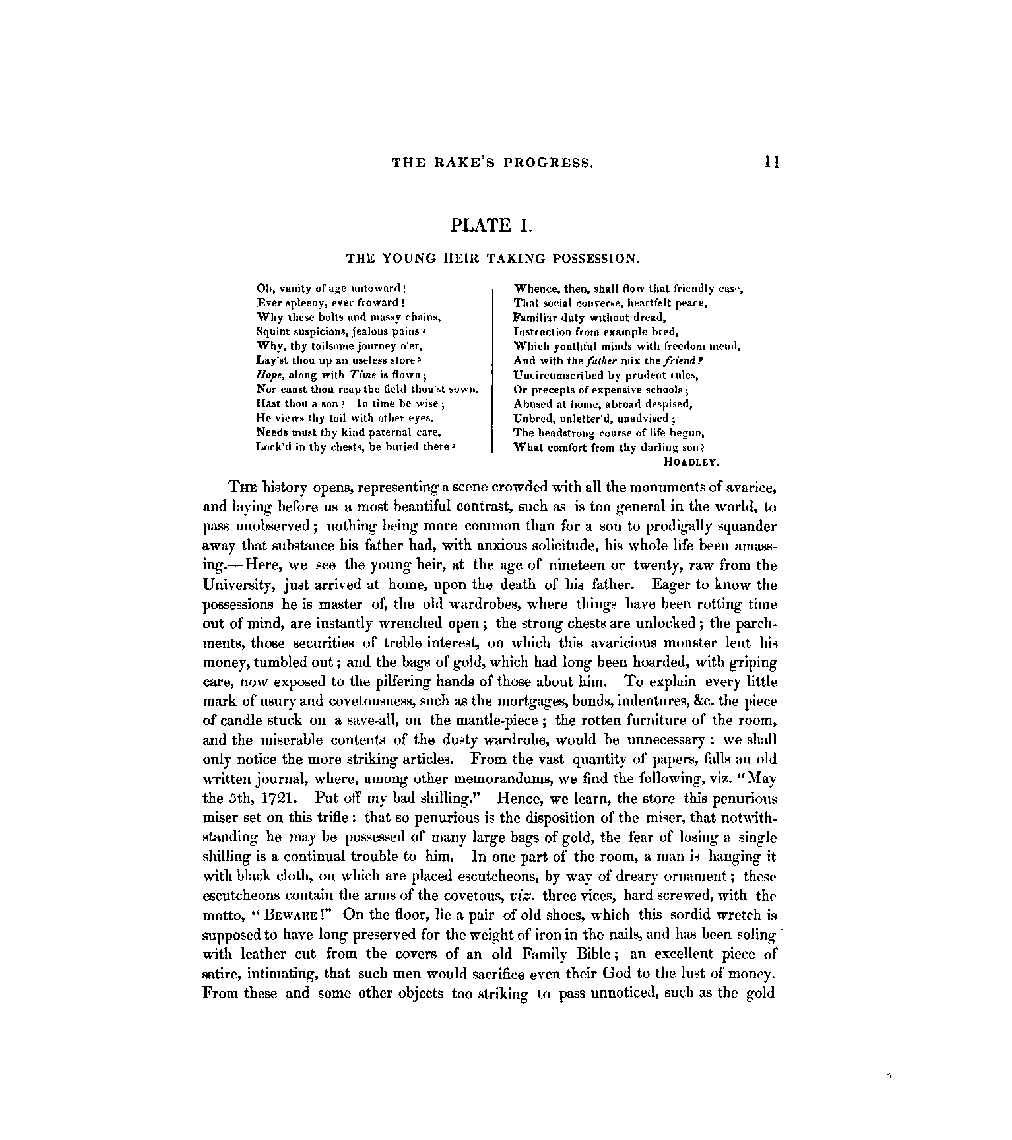 THE RAKE'S PROGRESS. 11
PLATE I.
THE YOUNG HEIR TAKING POSSESSION.
Oh, vanity of age untoward!
Ever spleeny, ever froward!
Why these bolts and massy chains,
Squint suspicions, jealous pains?
Why, thy toilsome journey o'er,
Lay'st thou up an useless store?
Hope, along with Time is flown;
Nor canst thou reap the field thou'st sown.
Hast thou a son? In time be wise;
He views thy toil with other eyes.
Needs must thy kind paternal care,
Lock'd in thy chests, be buried there?
Whence, then, shall flow that friendly ease,
That social converse, heartfelt peace,
Familiar duty without dread,
Instruction from example bred,
Which youthful minds with freedom mend,
And with the father mix the friend?
Uncircumscribed by prudent rules,
Or precepts of expensive schools;
Abused at home, abroad despised,
Unbred, unletter'd, unadvised;
The headstrong course of life begun,
What comfort from thy darling son?
HOADLEY.
THE history opens, representing a scene crowded with all the monuments of avarice,
and laying before us a most beautiful contrast, such as is too general in the world, to
pass unobserved; nothing being more common than for a son to prodigally squander
away that substance his father had, with anxious solicitude, his whole life been amass-
ing.—Here, we see the young heir, at the age of nineteen or twenty, raw from the
University, just arrived at home, upon the death of his father. Eager to know the
possessions he is master of, the old wardrobes, where things have been rotting time
out of mind, are instantly wrenched open; the strong chests are unlocked; the parch-
ments, those securities of treble interest, on which this avaricious monster lent his
money, tumbled out; and the bags of gold, which had long been hoarded, with griping
care, now exposed to the pilfering hands of those about him. To explain every little
mark of usury and covetousness, such as the mortgages, bonds, indentures, &c. the piece
of candle stuck on a save-all, on the mantle-piece; the rotten furniture of the room,
and the miserable contents of the dusty wardrobe, would be unnecessary: we shall
only notice the more striking articles. From the vast quantity of papers, falls an old
written journal, where, among other memorandums, we find the following, viz. "May
the 5th, 1721. Put off my bad shilling." Hence, we learn, the store this penurious
miser set on this trifle: that so penurious is the disposition of the miser, that notwith-
standing he may be possessed of many large bags of gold, the fear of losing a single
shilling is a continual trouble to him. In one part of the room, a man is hanging it
with black cloth, on which are placed escutcheons, by way of dreary ornament; these
escutcheons contain the arms of the covetous, viz. three vices, hard screwed, with the
motto, "BEWARE!" On the floor, lie a pair of old shoes, which this sordid wretch is
supposed to have long preserved for the weight of iron in the nails, and has been soling
with leather cut from the covers of an old Family Bible; an excellent piece of
satire, intimating, that such men would sacrifice even their God to the lust of money.
From these and some other objects too striking to pass unnoticed, such as the gold